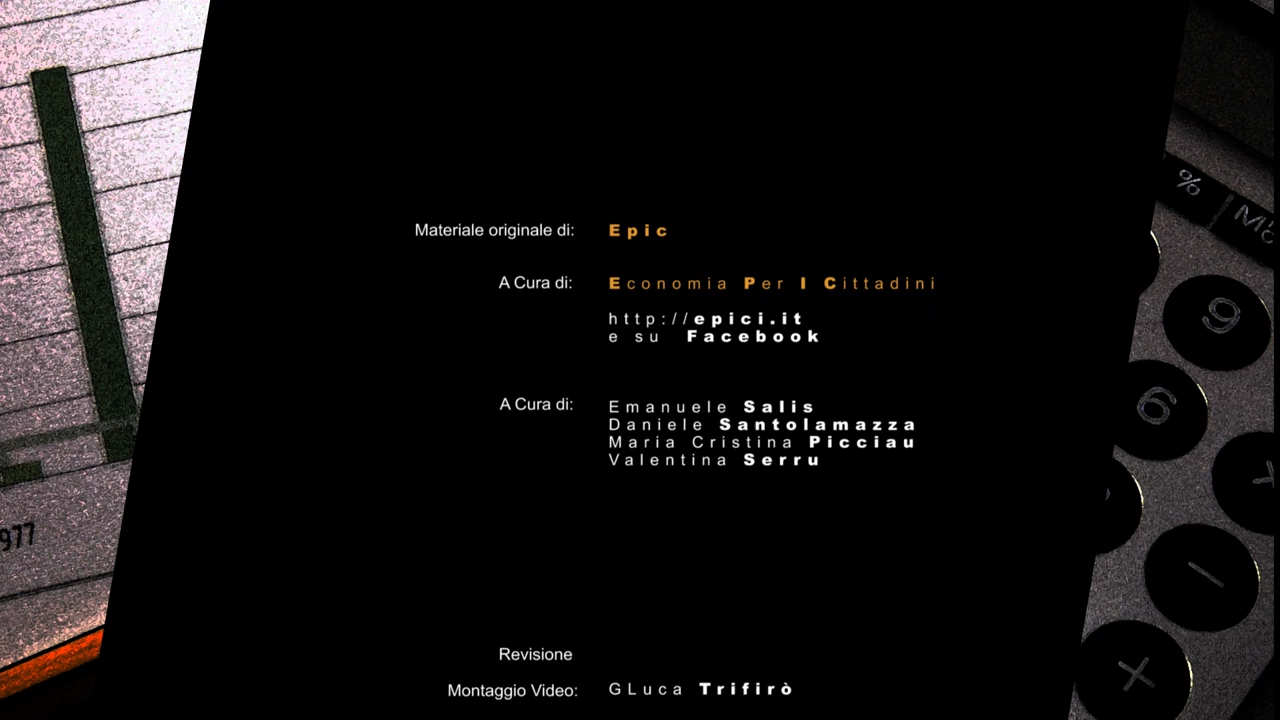 Materiale originale di: Epic
A Cura di: Economia Per I Cittadini
http://epici.it
e su Facebook
A Cura di: Emanuele Salis
Daniele Santolamazza
Maria Cristina Picciau
Valentina Serru
Revisione
Montaggio Video: GLuca Trifirò
977
%
9
6